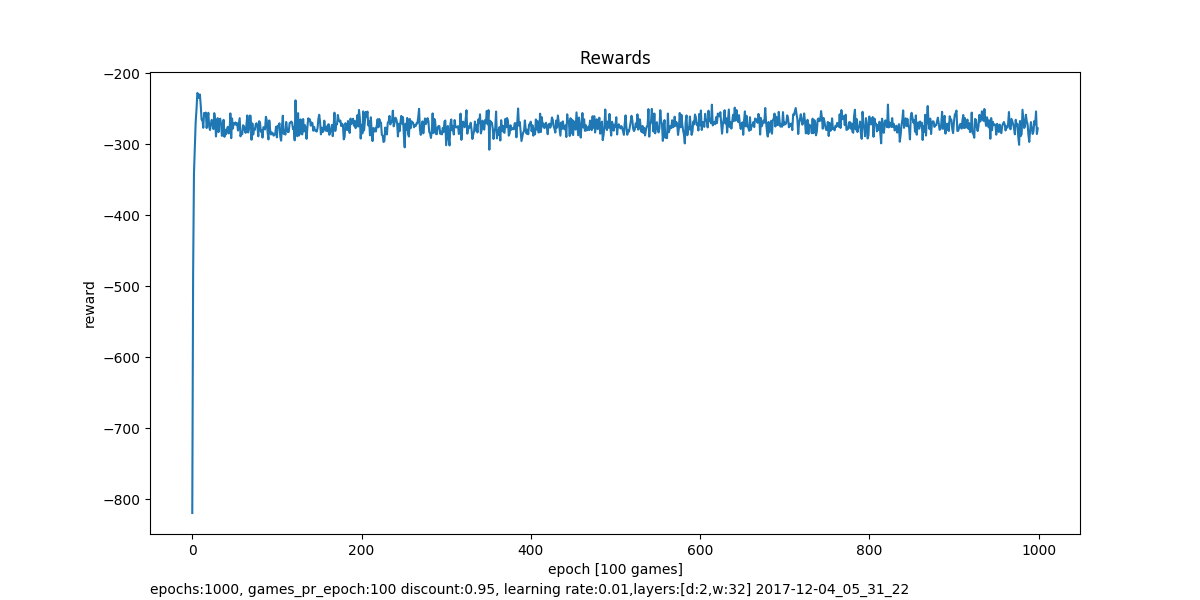 Rewards
−200
−300
−400
−500
−600
−700
−800
reward
0 200 400 600 800 1000
epoch [100 games]
epochs:1000, games_pr_epoch:100 discount:0.95, learning rate:0.01,layers:[d:2,w:32] 2017-12-04_05_31_22